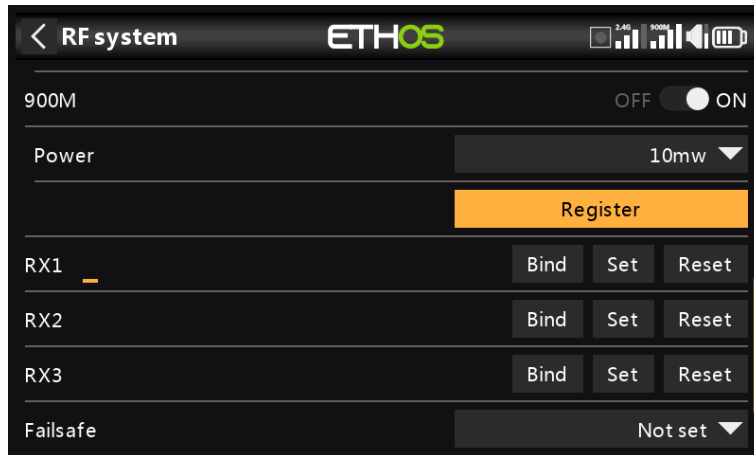 RF system ETHOS 2.4G 900M
900M OFF ON
Power 10mw
Register
RX1 Bind Set Reset
RX2 Bind Set Reset
RX3 Bind Set Reset
Failsafe Not set